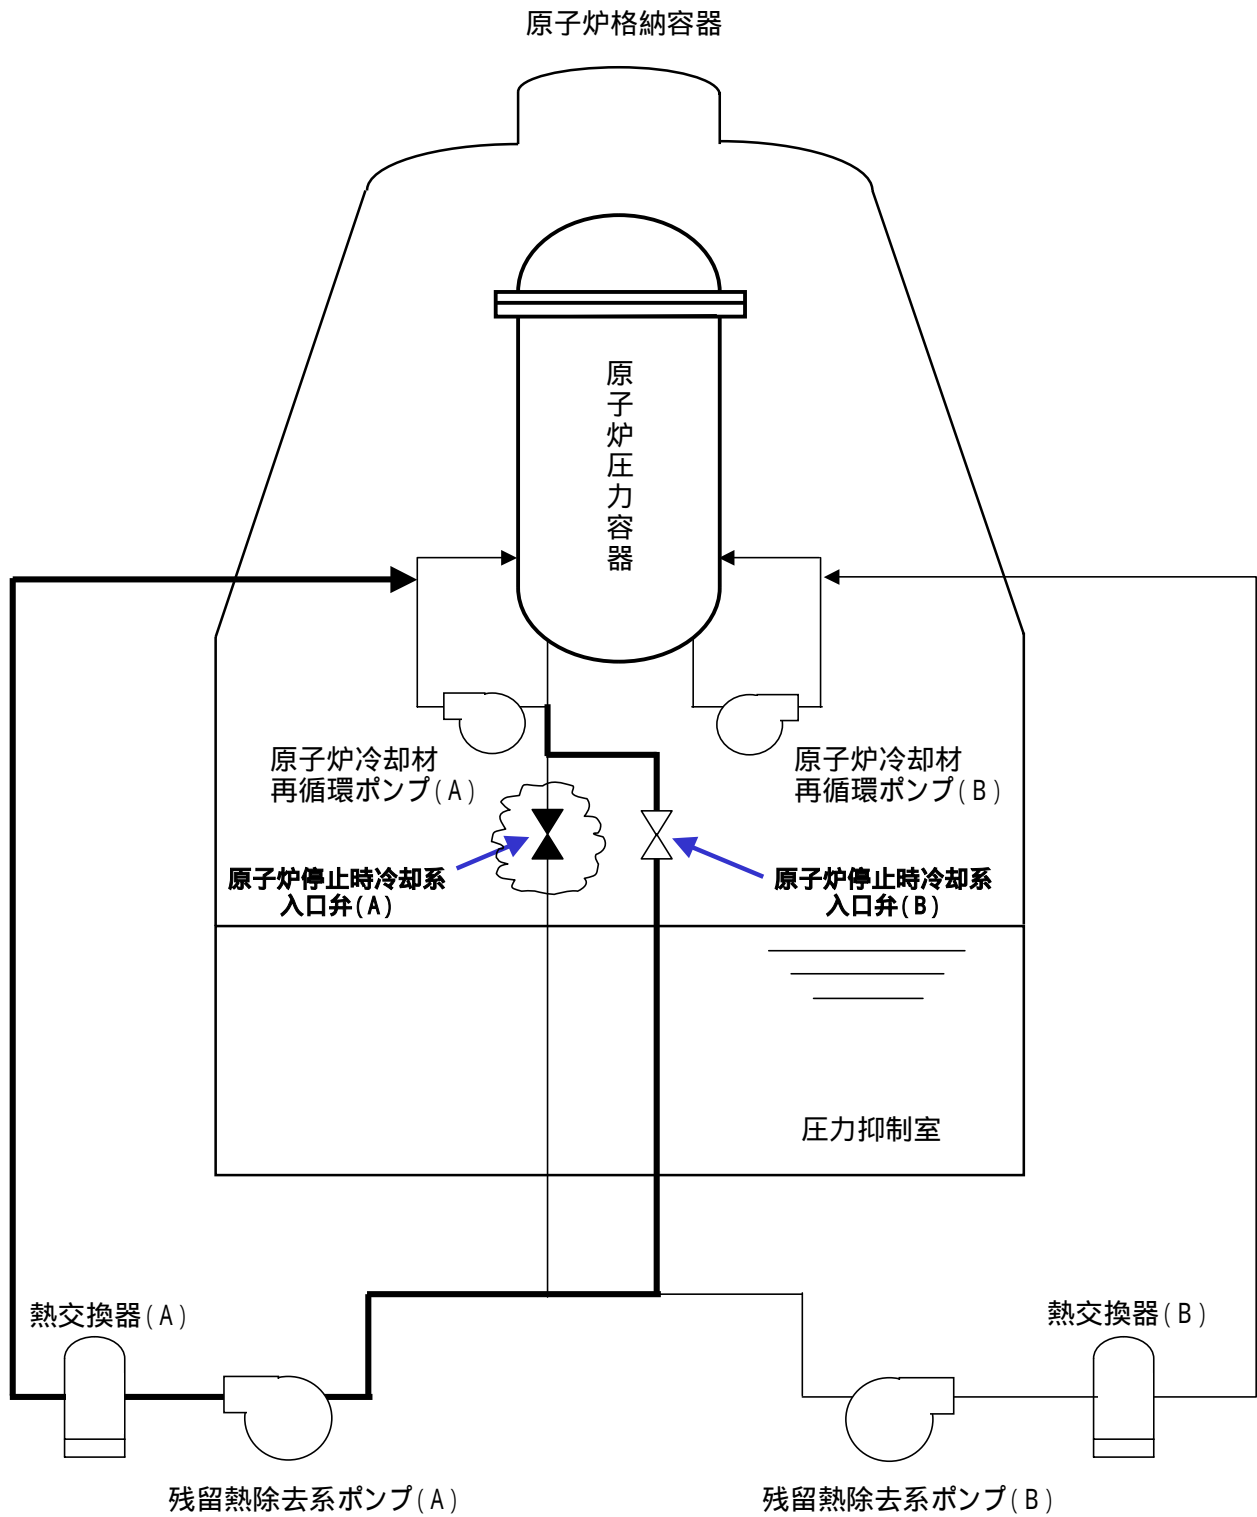 原子炉格納容器
原子炉圧力容器
原子炉冷却材
再循環ポンプ(A)
原子炉冷却材
再循環ポンプ(B)
原子炉停止時冷却系
入口弁(A)
原子炉停止時冷却系
入口弁(B)
圧力抑制室
熱交換器(A)
熱交換器(B)
残留熱除去系ポンプ(A)
残留熱除去系ポンプ(B)